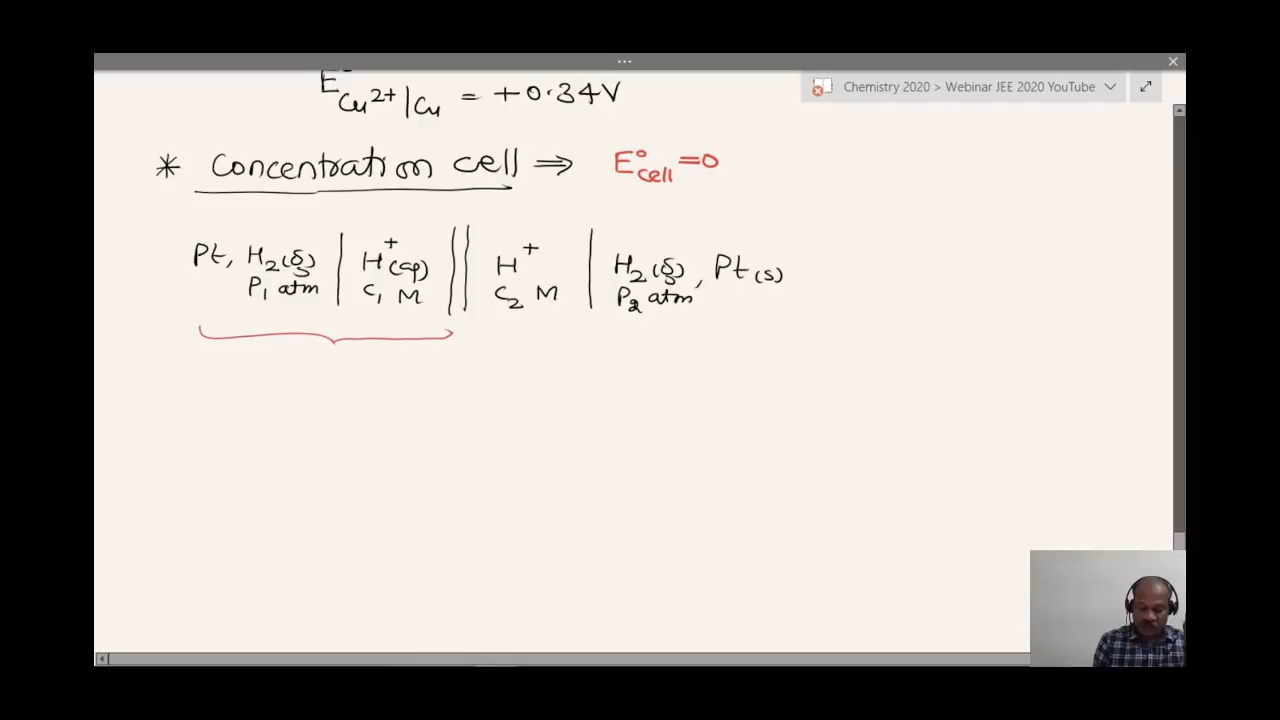 ...
Chemistry 2020 > Webinar JEE 2020 YouTube
E°Cu2+|Cu = +0.34V
* Concentration cell ⇒ E°cell = 0
Pt, H2(g) | H+(aq) || H+ | H2(g), Pt(s)
P1 atm C1 M C2 M P2 atm